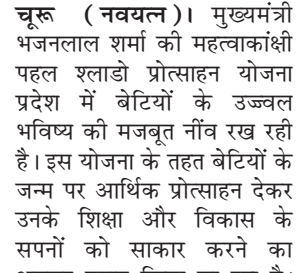 चूरू (नवयत्न)। मुख्यमंत्री
भजनलाल शर्मा की महत्वाकांक्षी
पहल श्लाडो प्रोत्साहन योजना
प्रदेश में बेटियों के उज्ज्वल
भविष्य की मजबूत नींव रख रही
है। इस योजना के तहत बेटियों के
जन्म पर आर्थिक प्रोत्साहन देकर
उनके शिक्षा और विकास के
सपनों को साकार करने का